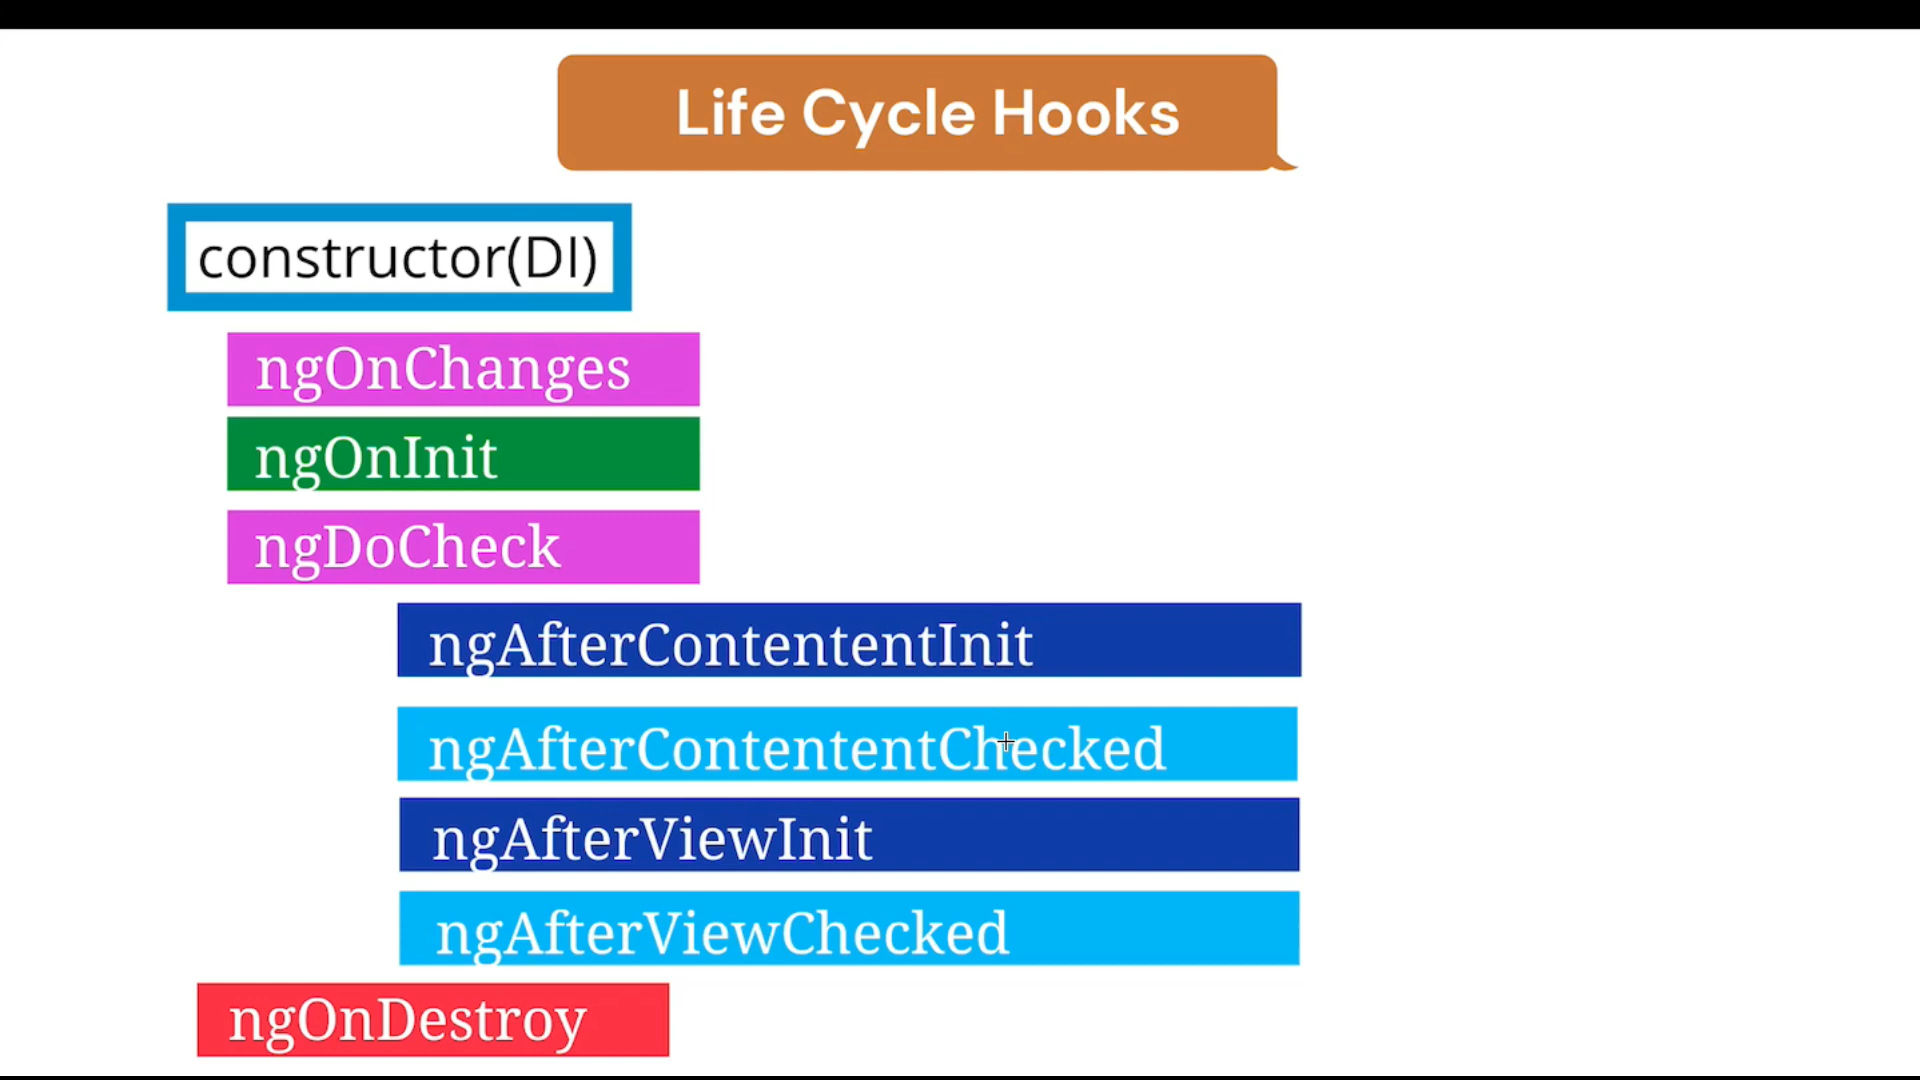 Life Cycle Hooks
constructor(DI)
ngOnChanges
ngOnInit
ngDoCheck
ngAfterContententInit
ngAfterContententChecked
ngAfterViewInit
ngAfterViewChecked
ngOnDestroy